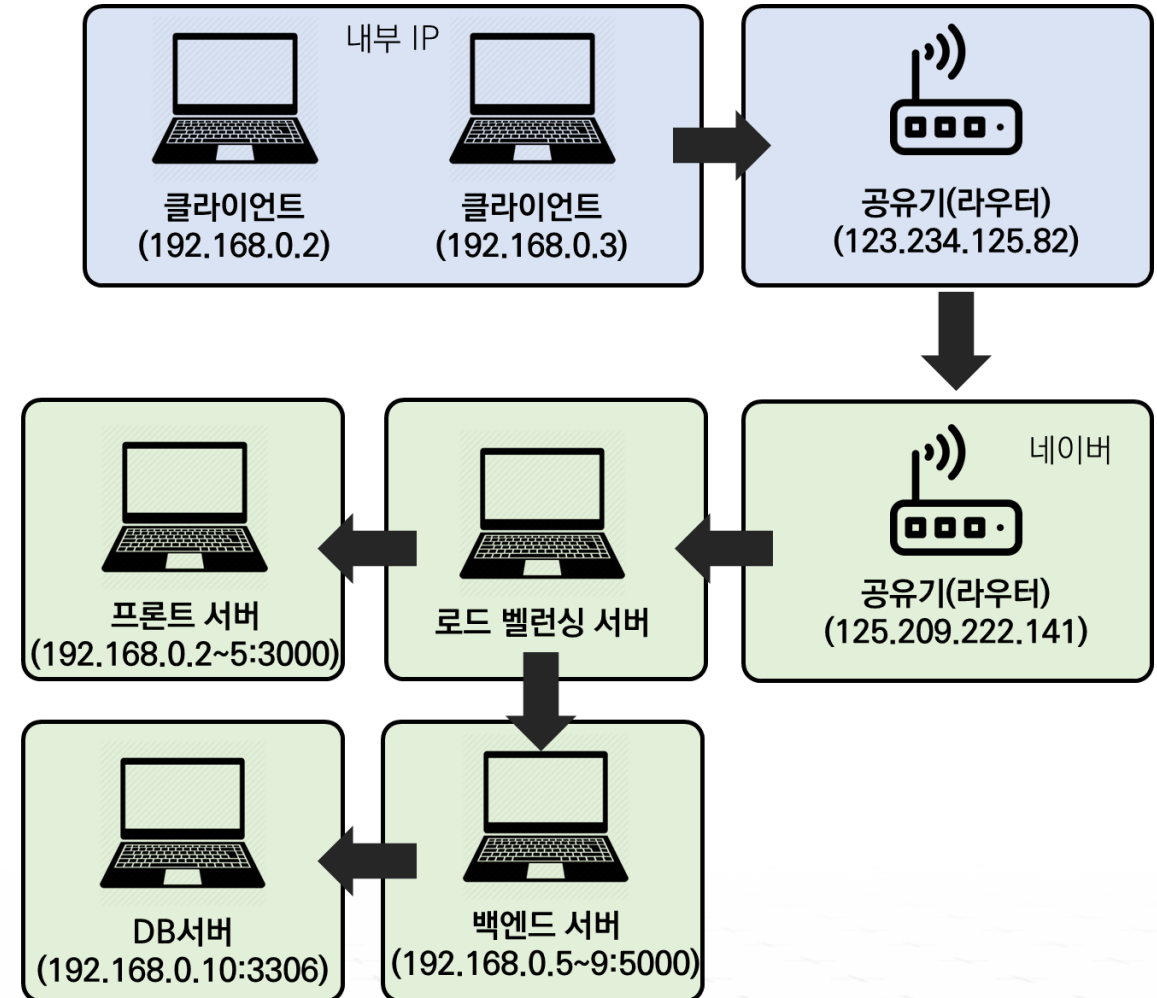 내부 IP
클라이언트
(192.168.0.2)
클라이언트
(192.168.0.3)
공유기(라우터)
(123.234.125.82)
네이버
공유기(라우터)
(125.209.222.141)
로드 벨런싱 서버
프론트 서버
(192.168.0.2~5:3000)
백엔드 서버
(192.168.0.5~9:5000)
DB서버
(192.168.0.10:3306)